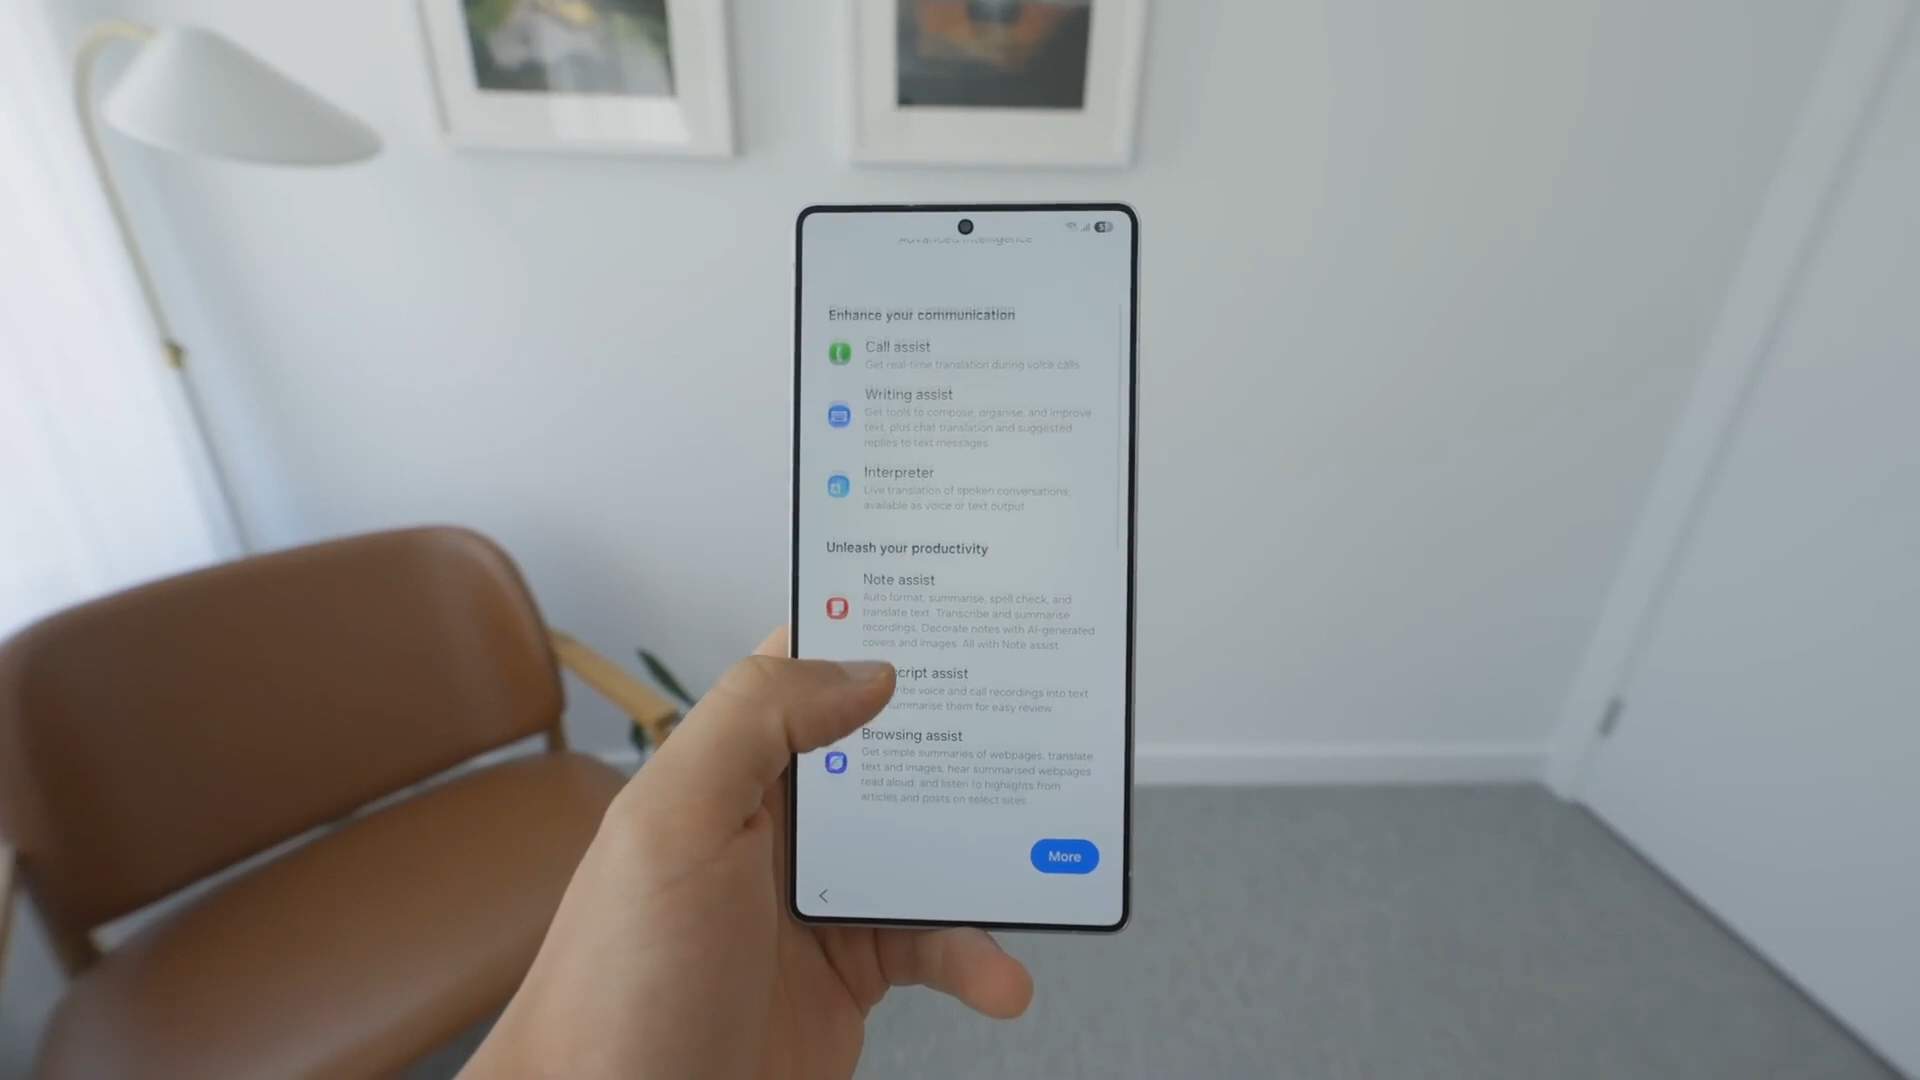 Advanced intelligence
Enhance your communication
Call assist
Get real-time translation during voice calls
Writing assist
Get tools to compose, organise, and improve
text, plus chat translation and suggested
replies to text messages
Interpreter
Live translation of spoken conversations,
available as voice or text output
Unleash your productivity
Note assist
Auto format, summarise, spell check, and
translate text. Transcribe and summarise
recordings. Decorate notes with AI-generated
covers and images. All with Note assist.
script assist
ribe voice and call recordings into text
summarise them for easy review
Browsing assist
Get simple summaries of webpages, translate
text and images, hear summarised webpages
read aloud, and listen to highlights from
articles and posts on select sites
More